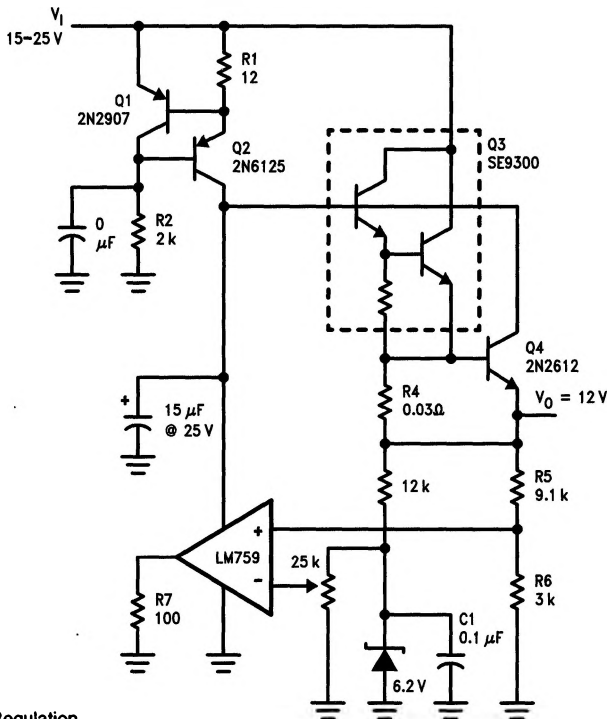 V_I
15–25 V
R1
12
Q1
2N2907
Q2
2N6125
Q3
SE9300
0
μF
R2
2 k
Q4
2N2612
R4
0.03Ω
V_O = 12 V
+
15 μF
@ 25 V
12 k
R5
9.1 k
+
LM759
−
25 k
R7
100
R6
3 k
C1
0.1 μF
6.2 V
Regulation